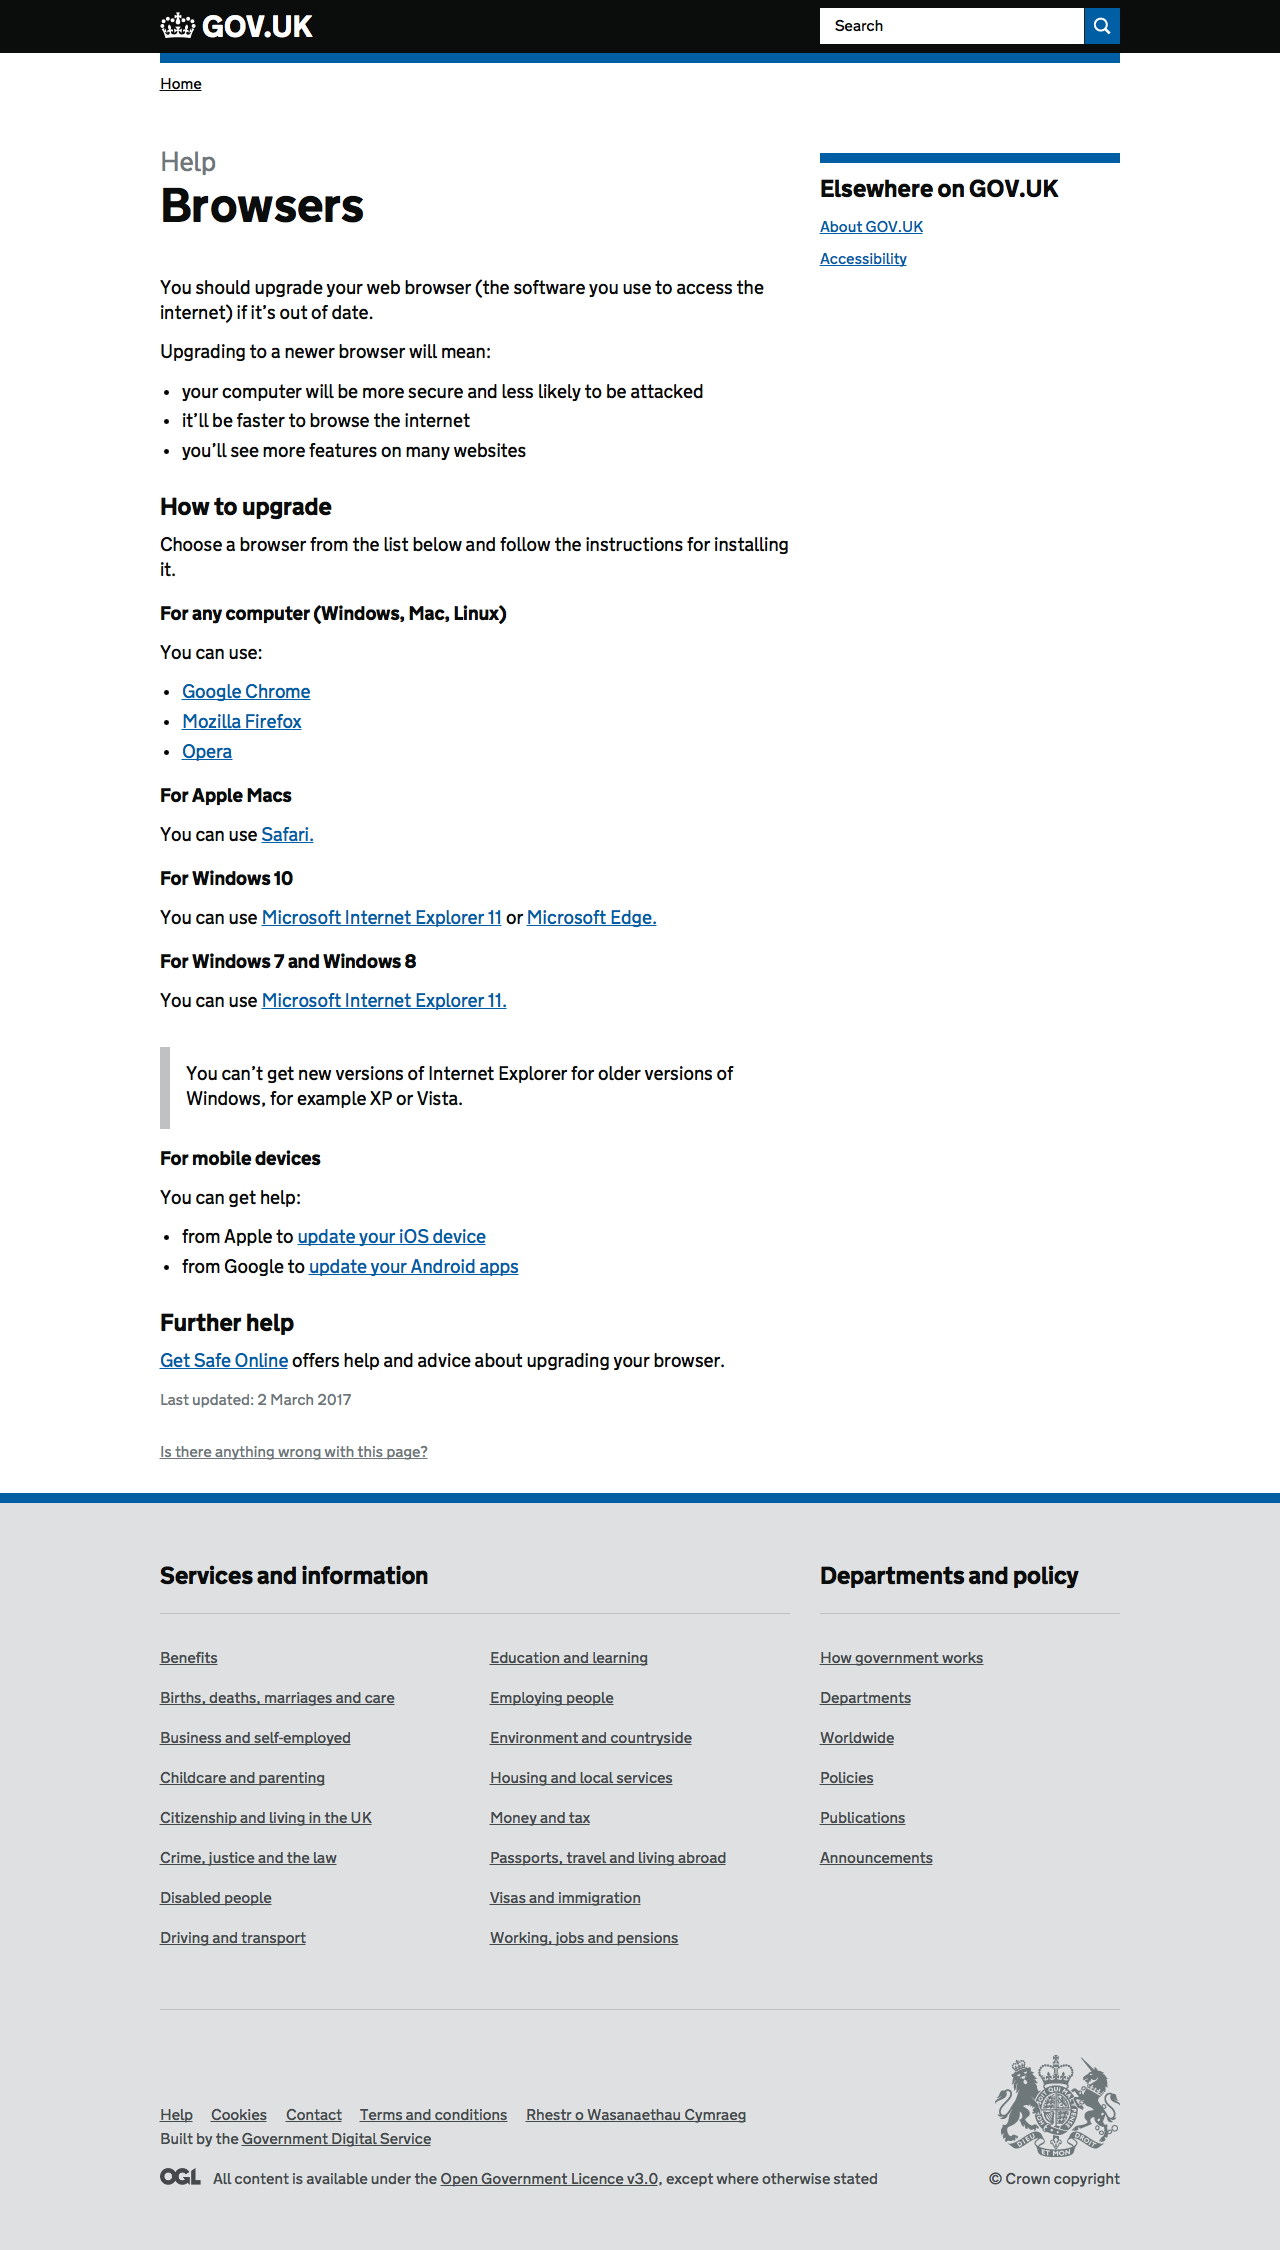 GOV.UK
Search
Home
Help
Browsers
Elsewhere on GOV.UK
About GOV.UK
Accessibility
You should upgrade your web browser (the software you use to access the
internet) if it’s out of date.
Upgrading to a newer browser will mean:
• your computer will be more secure and less likely to be attacked
• it’ll be faster to browse the internet
• you’ll see more features on many websites
How to upgrade
Choose a browser from the list below and follow the instructions for installing
it.
For any computer (Windows, Mac, Linux)
You can use:
• Google Chrome
• Mozilla Firefox
• Opera
For Apple Macs
You can use Safari.
For Windows 10
You can use Microsoft Internet Explorer 11 or Microsoft Edge.
For Windows 7 and Windows 8
You can use Microsoft Internet Explorer 11.
You can’t get new versions of Internet Explorer for older versions of
Windows, for example XP or Vista.
For mobile devices
You can get help:
• from Apple to update your iOS device
• from Google to update your Android apps
Further help
Get Safe Online offers help and advice about upgrading your browser.
Last updated: 2 March 2017
Is there anything wrong with this page?
Services and information
Benefits
Births, deaths, marriages and care
Business and self-employed
Childcare and parenting
Citizenship and living in the UK
Crime, justice and the law
Disabled people
Driving and transport
Education and learning
Employing people
Environment and countryside
Housing and local services
Money and tax
Passports, travel and living abroad
Visas and immigration
Working, jobs and pensions
Departments and policy
How government works
Departments
Worldwide
Policies
Publications
Announcements
Help Cookies Contact Terms and conditions Rhestr o Wasanaethau Cymraeg
Built by the Government Digital Service
OGL All content is available under the Open Government Licence v3.0, except where otherwise stated
DIEU ET MON DROIT
© Crown copyright